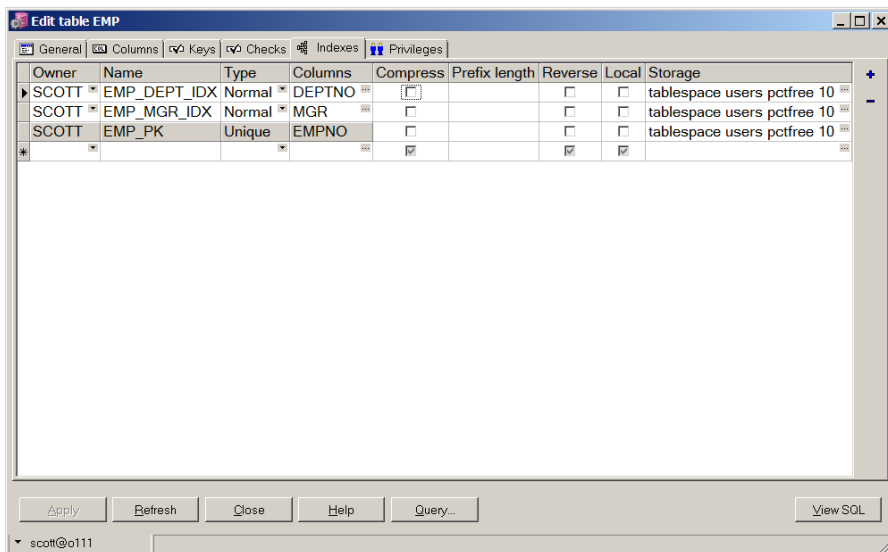 Edit table EMP
General Columns Keys Checks Indexes Privileges
Owner Name Type Columns Compress Prefix length Reverse Local Storage
SCOTT EMP_DEPT_IDX Normal DEPTNO tablespace users pctfree 10
SCOTT EMP_MGR_IDX Normal MGR tablespace users pctfree 10
SCOTT EMP_PK Unique EMPNO tablespace users pctfree 10
Apply Refresh Close Help Query... View SQL
scott@o111